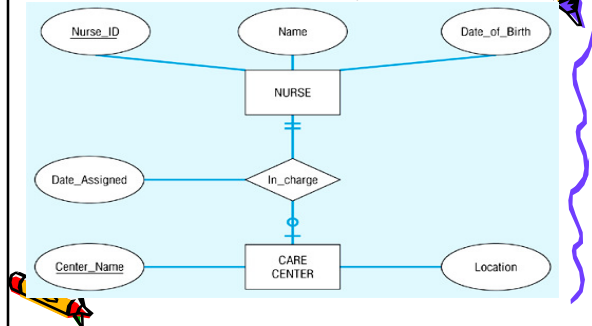 Nurse_ID
Name
Date_of_Birth
NURSE
Date_Assigned
In_charge
Center_Name
CARE
CENTER
Location